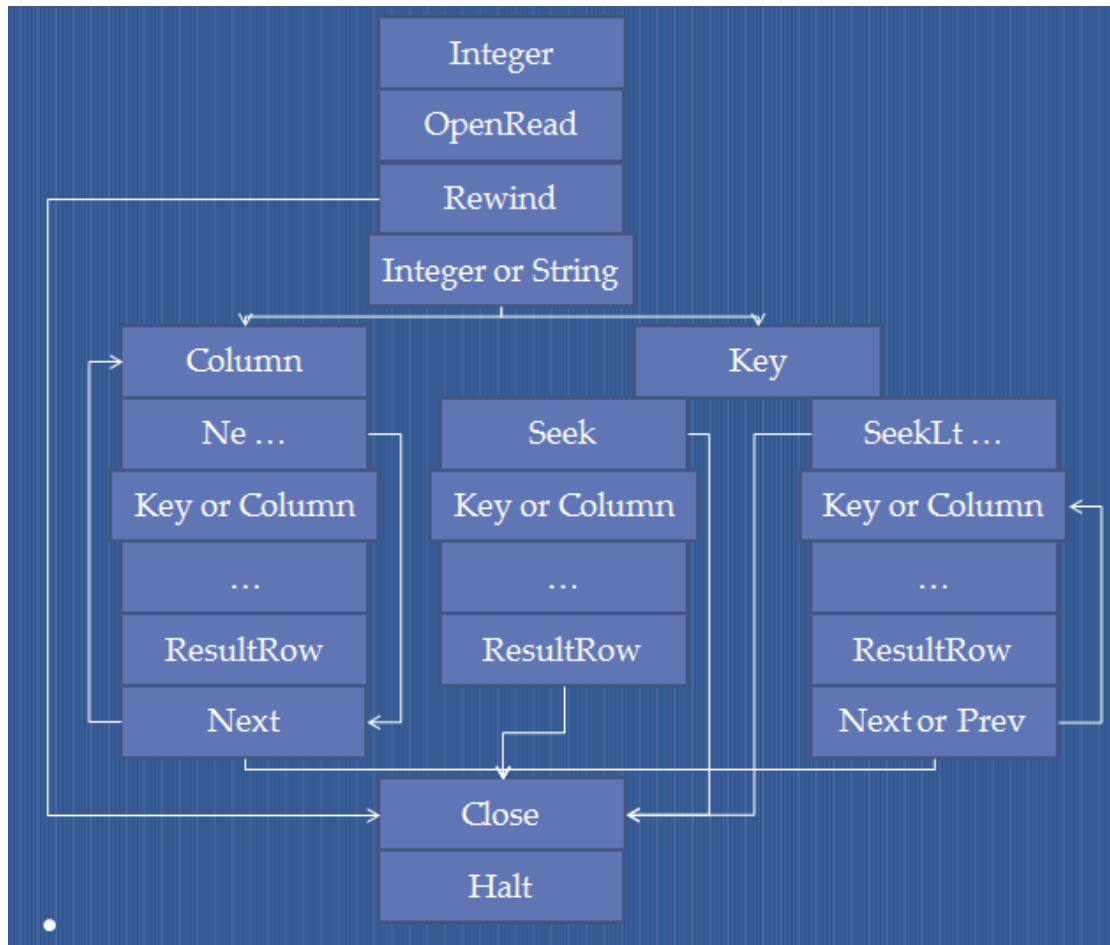 Integer
OpenRead
Rewind
Integer or String
Column
Ne …
Key or Column
…
ResultRow
Next
Key
Seek
Key or Column
…
ResultRow
SeekLt …
Key or Column
…
ResultRow
Next or Prev
Close
Halt